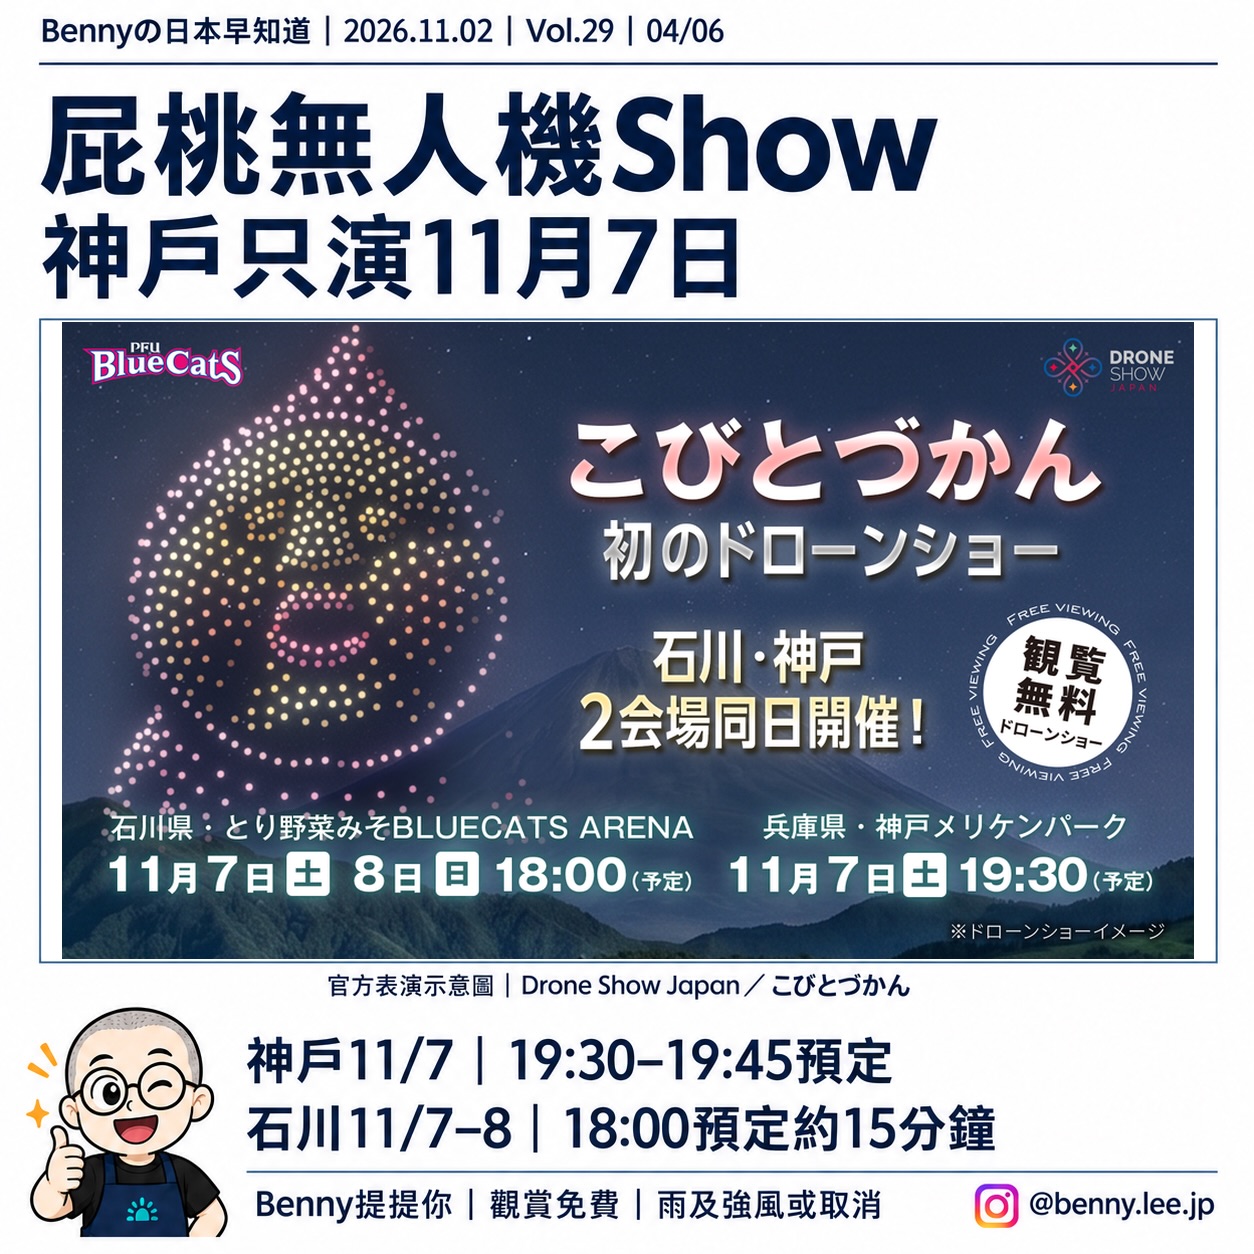 Bennyの日本早知道｜2026.11.02｜Vol.29｜04/06
屁桃無人機Show
神戶只演11月7日
PFU
BlueCats
DRONE
SHOW
JAPAN
こびとづかん
初のドローンショー
石川・神戸
2会場同日開催！
FREE VIEWING FREE VIEWING FREE VIEWING FREE VIEWING
観覧
無料
ドローンショー
石川県・とり野菜みそBLUECATS ARENA
11月7日土 8日日 18:00(予定)
兵庫県・神戸メリケンパーク
11月7日土 19:30(予定)
※ドローンショーイメージ
官方表演示意圖｜Drone Show Japan／こびとづかん
神戶11/7｜19:30–19:45預定
石川11/7–8｜18:00預定約15分鐘
Benny提提你｜觀賞免費｜雨及強風或取消
@benny.lee.jp